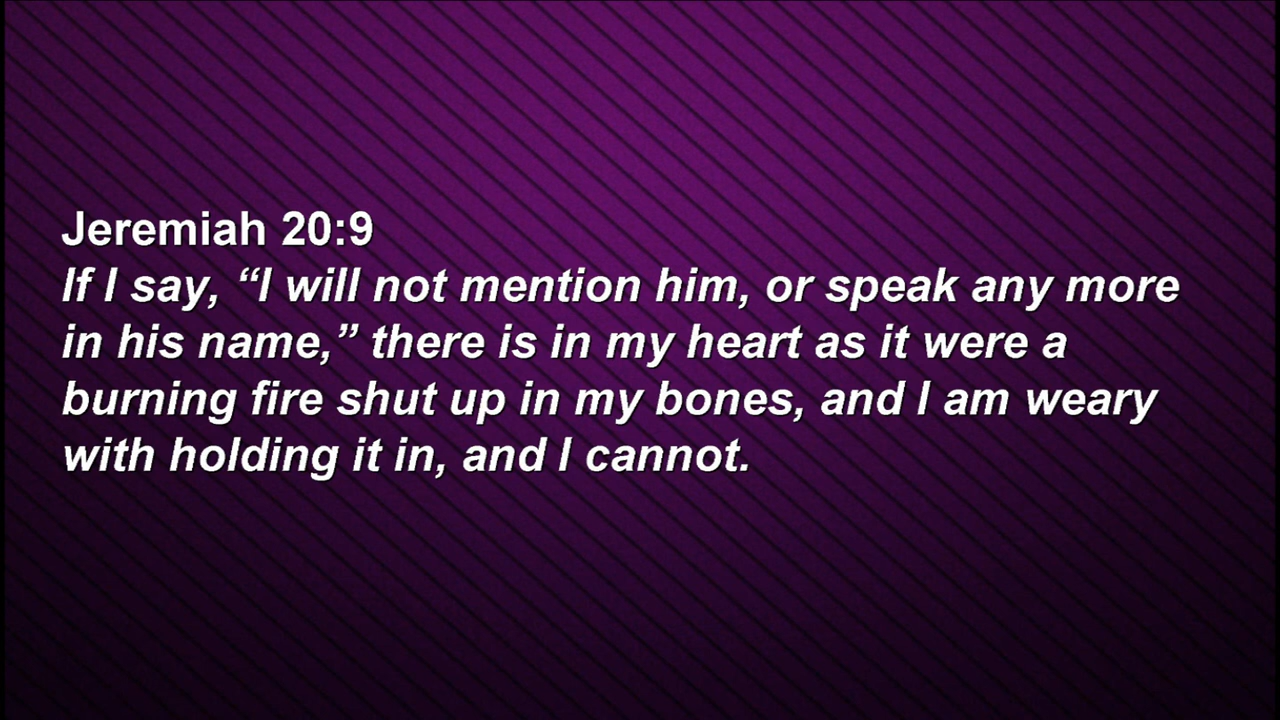 Jeremiah 20:9
If I say, “I will not mention him, or speak any more
in his name,” there is in my heart as it were a
burning fire shut up in my bones, and I am weary
with holding it in, and I cannot.